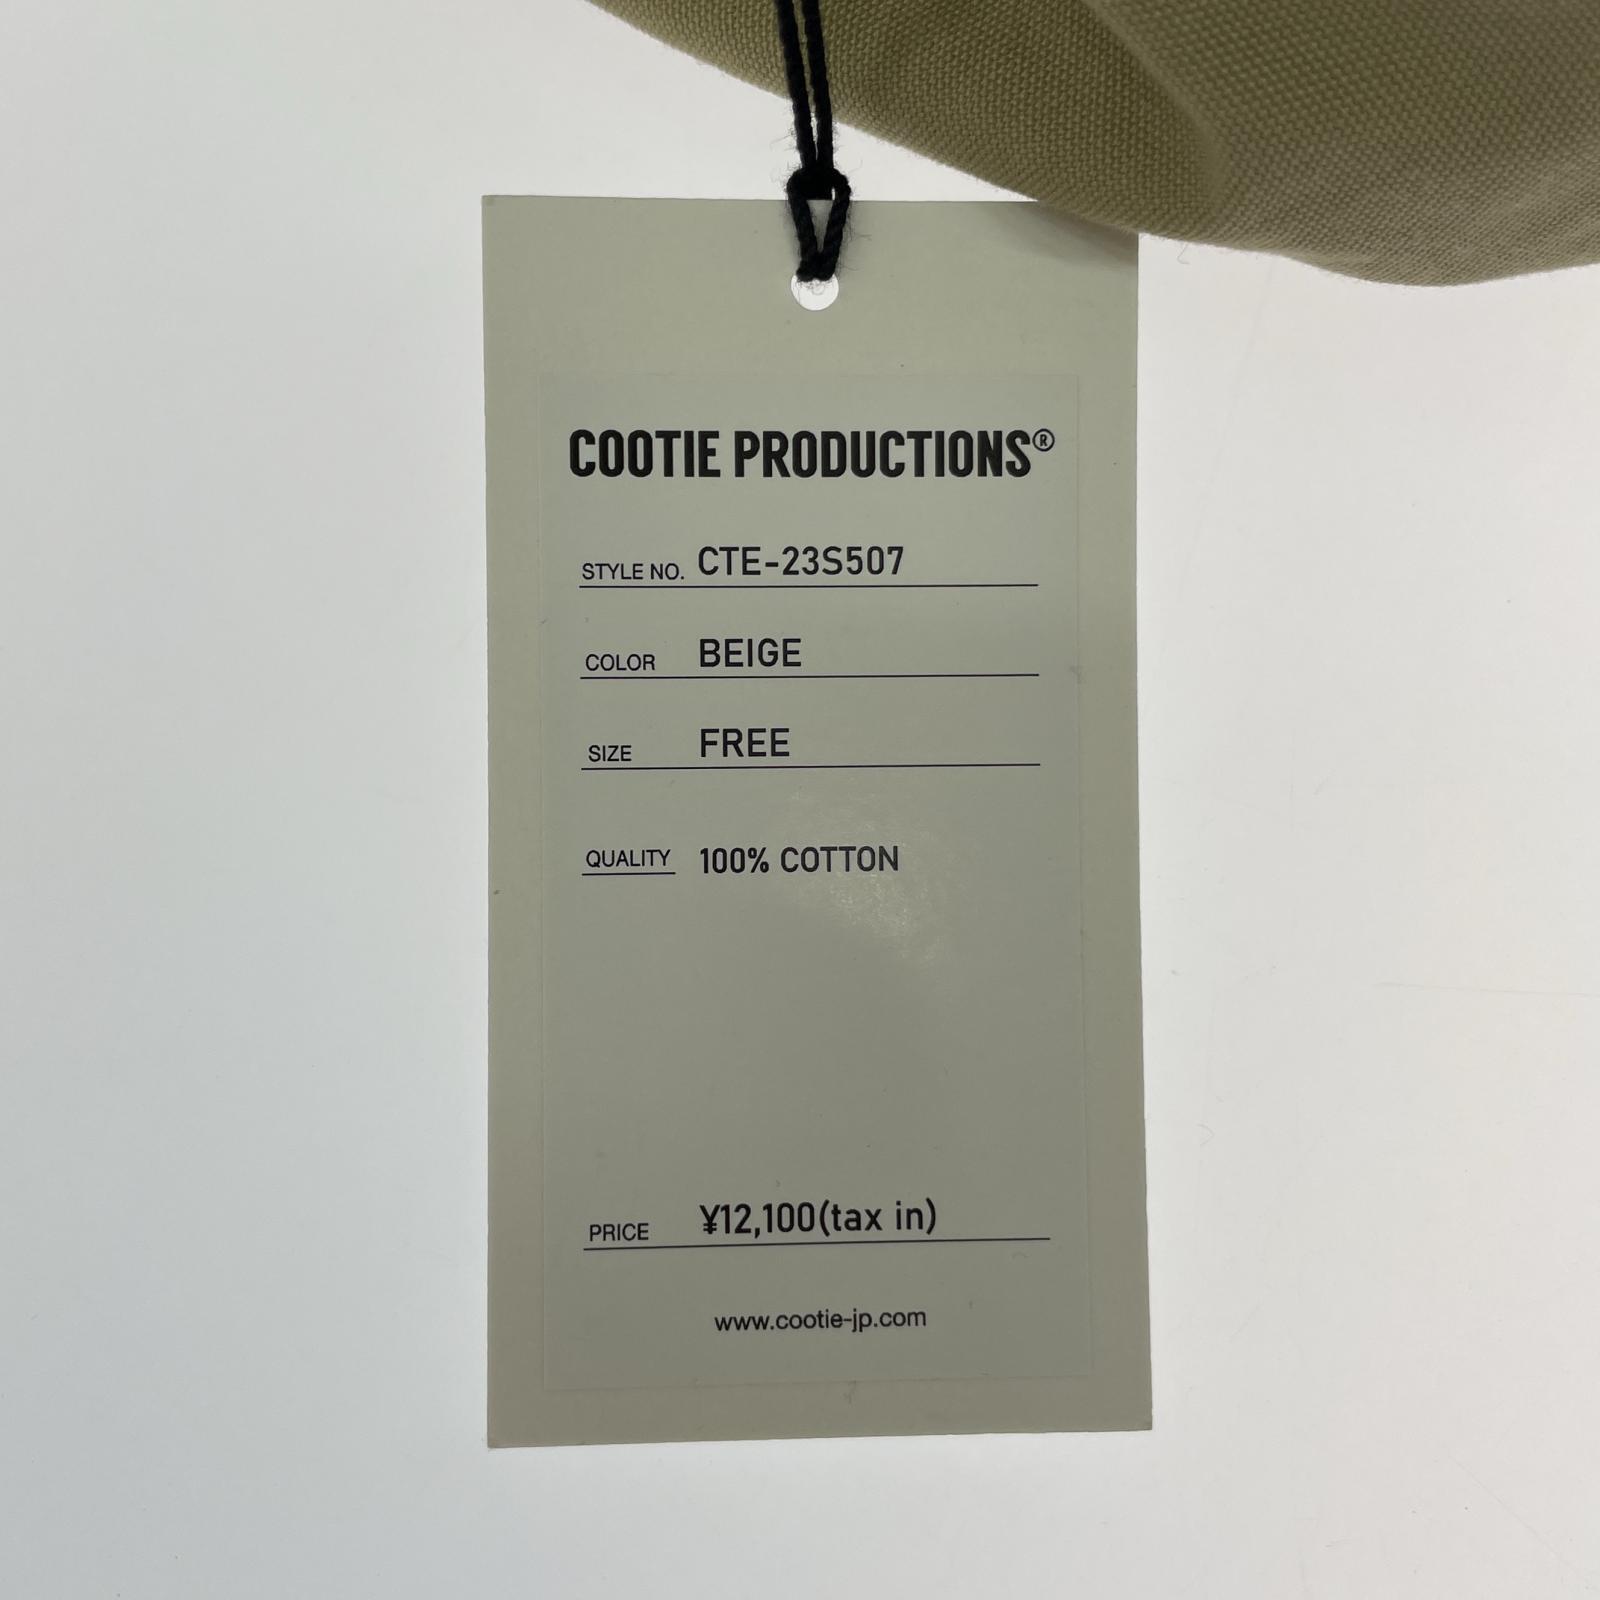 COOTIE PRODUCTIONS®
STYLE NO. CTE-23S507
COLOR BEIGE
SIZE FREE
QUALITY 100% COTTON
PRICE ¥12,100(tax in)
www.cootie-jp.com